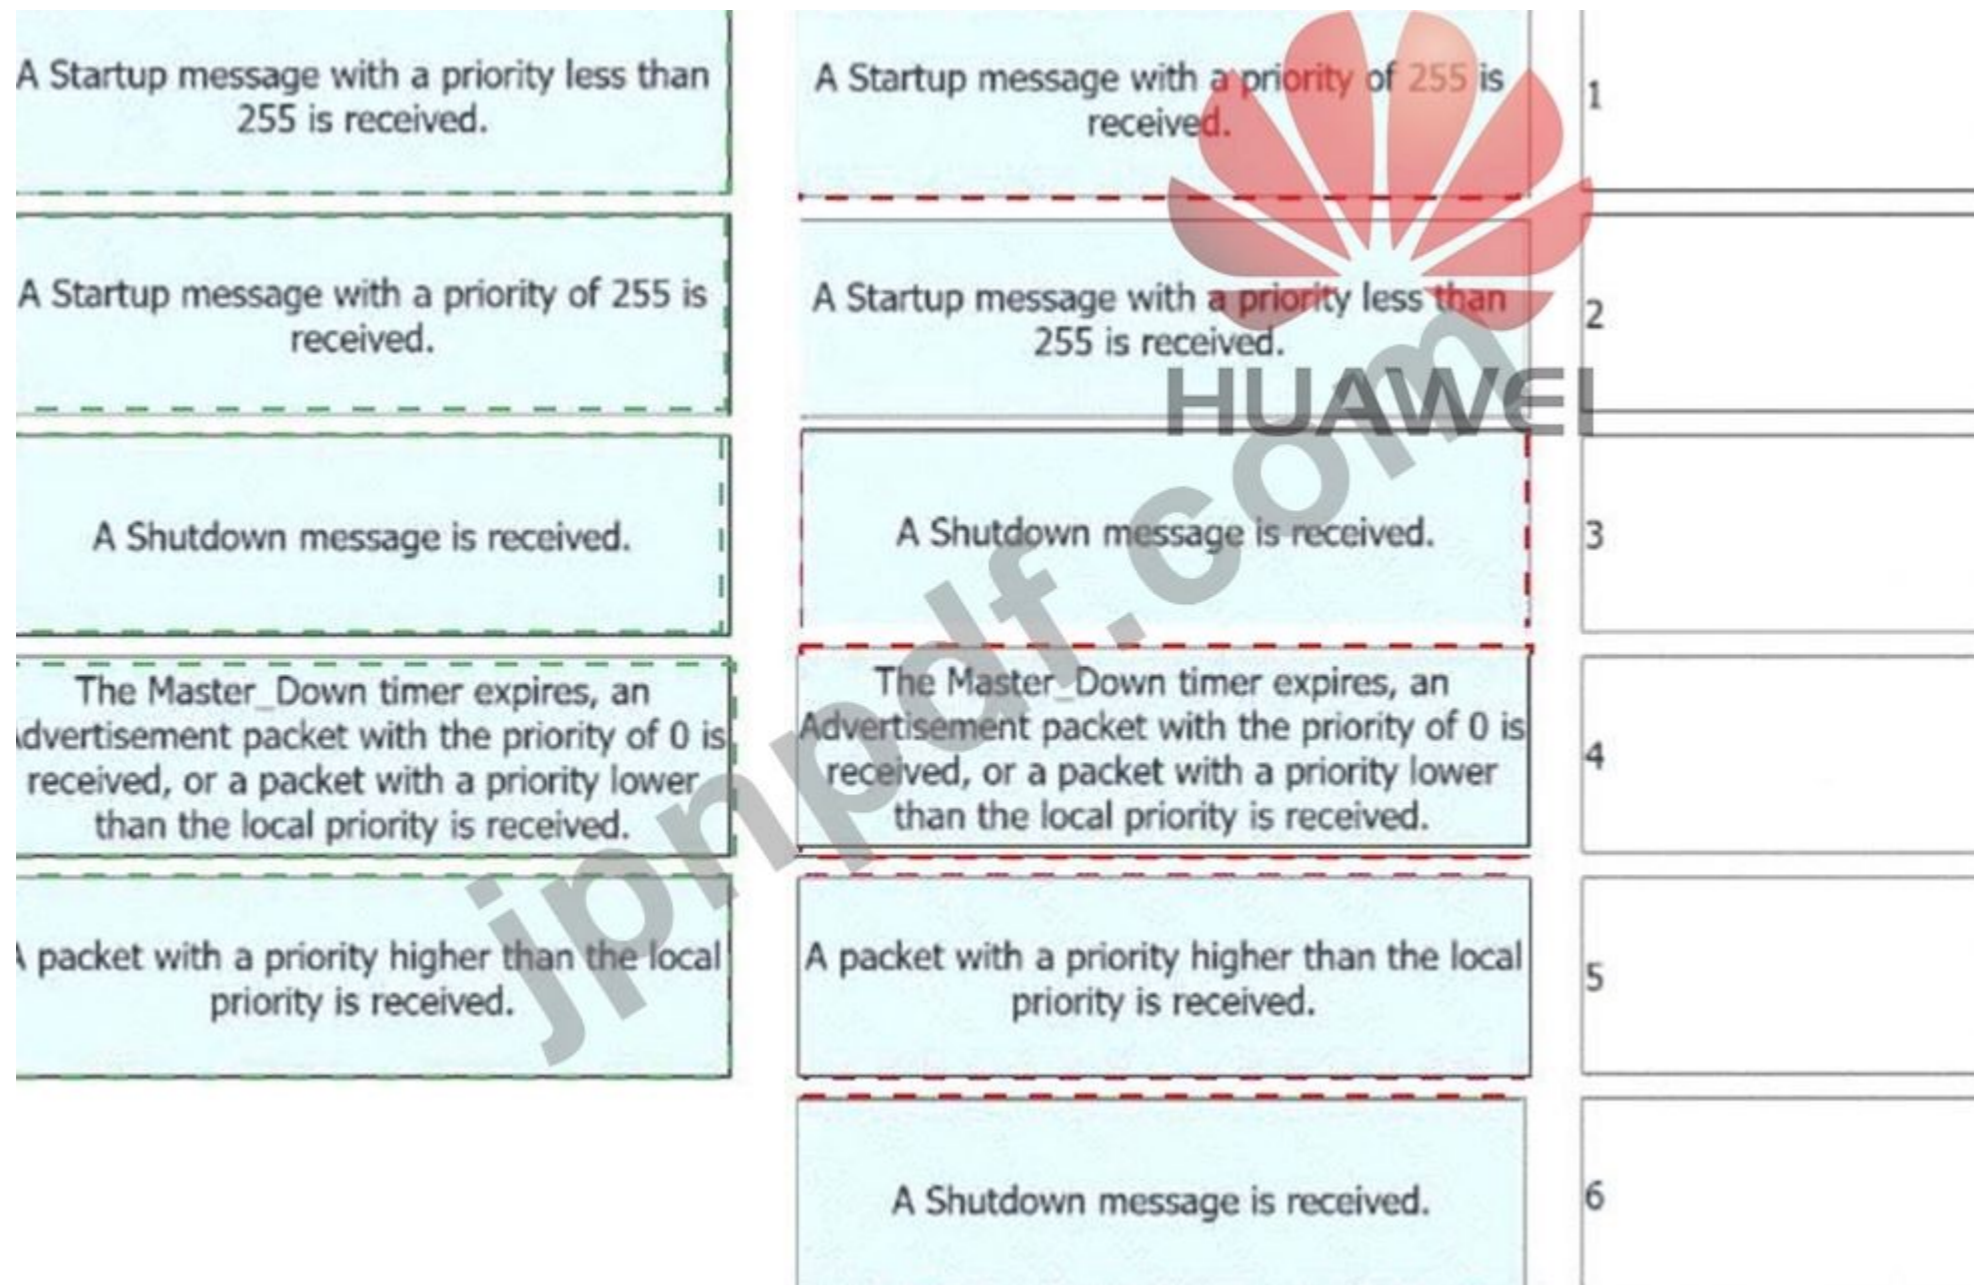 A Startup message with a priority less than
255 is received.
A Startup message with a priority of 255 is
received.
1
A Startup message with a priority of 255 is
received.
A Startup message with a priority less than
255 is received.
2
HUAWEI
A Shutdown message is received.
A Shutdown message is received.
3
The Master_Down timer expires, an
dvertisement packet with the priority of 0 is
received, or a packet with a priority lower
than the local priority is received.
The Master_Down timer expires, an
Advertisement packet with the priority of 0 is
received, or a packet with a priority lower
than the local priority is received.
4
A packet with a priority higher than the local
priority is received.
A packet with a priority higher than the local
priority is received.
5
A Shutdown message is received.
6
jpnpdf.com